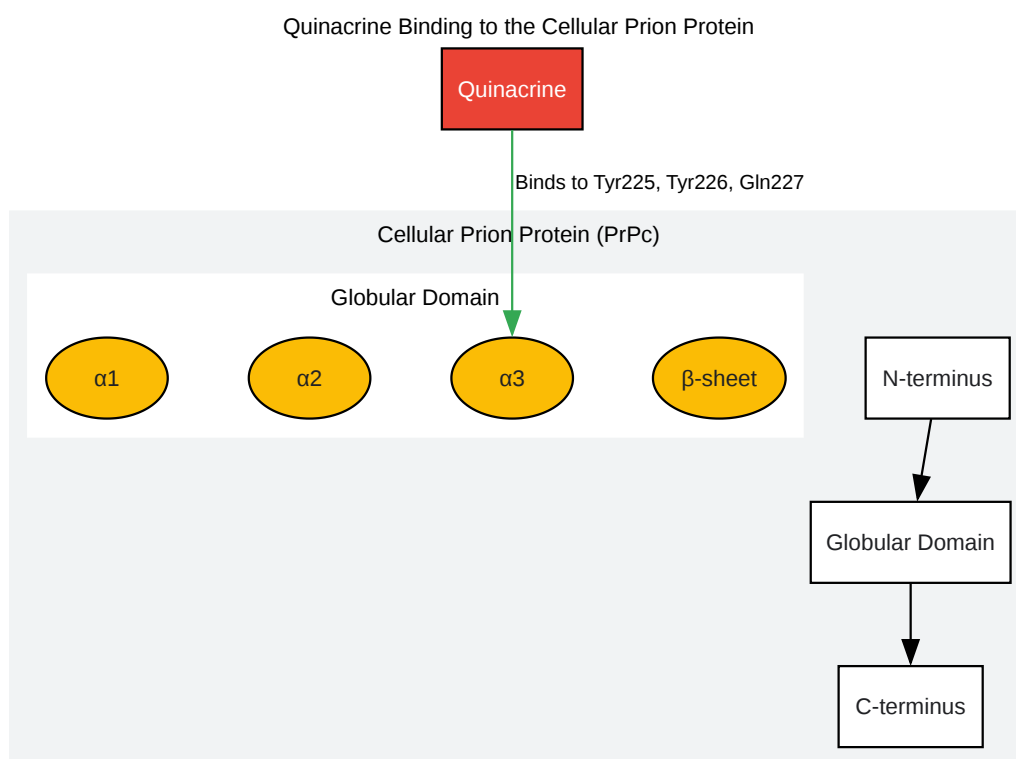 Quinacrine Binding to the Cellular Prion Protein
Quinacrine
Binds to Tyr225, Tyr226, Gln227
Cellular Prion Protein (PrPc)
Globular Domain
α1
α2
α3
β-sheet
N-terminus
Globular Domain
C-terminus